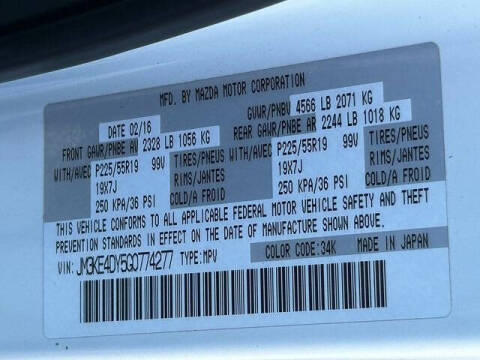 MFD. BY MAZDA MOTOR CORPORATION
DATE 02/16 GVWR/PNBV 4566 LB 2071 KG
FRONT GAWR/PNBE AV 2328 LB 1056 KG REAR GAWR/PNBE AR 2244 LB 1018 KG
WITH/AVEC P225/55R19 99V TIRES/PNEUS WITH/AVEC P225/55R19 99V TIRES/PNEUS
19X7J RIMS/JANTES 19X7J RIMS/JANTES
250 KPA/36 PSI COLD/A FROID 250 KPA/36 PSI COLD/A FROID
THIS VEHICLE CONFORMS TO ALL APPLICABLE FEDERAL MOTOR VEHICLE SAFETY AND THEFT
PREVENTION STANDARDS IN EFFECT ON THE DATE OF MANUFACTURE SHOWN ABOVE.
VIN: JM3KE4DY5G0774277 TYPE: MPV COLOR CODE: 34K MADE IN JAPAN